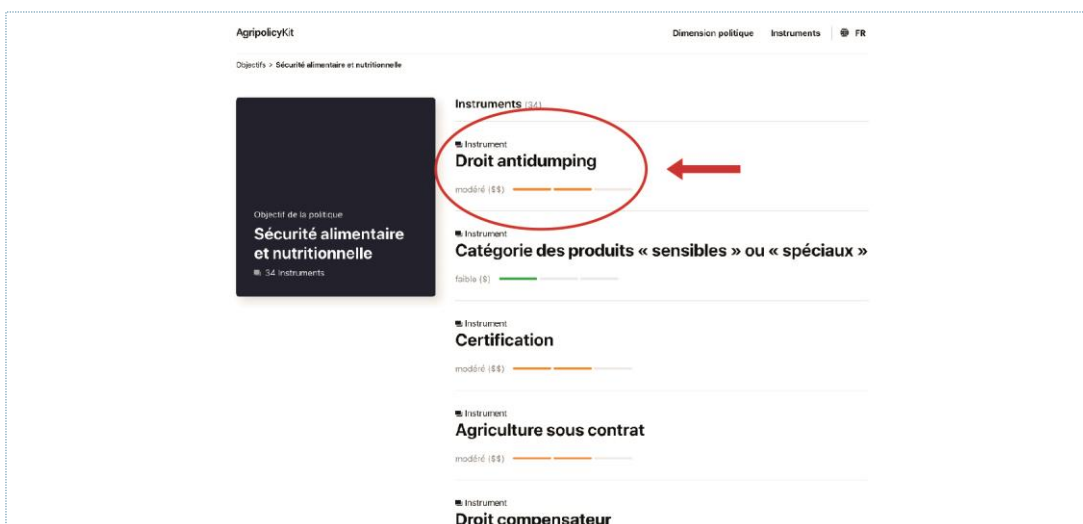 AgripolicyKit
Dimension politique Instruments FR
Objectifs > Sécurité alimentaire et nutritionnelle
Objectif de la politique
Sécurité alimentaire
et nutritionnelle
34 Instruments
Instruments (34)
Instrument
Droit antidumping
modéré ($$)
Instrument
Catégorie des produits « sensibles » ou « spéciaux »
faible ($)
Instrument
Certification
modéré ($$)
Instrument
Agriculture sous contrat
modéré ($$)
Instrument
Droit compensateur